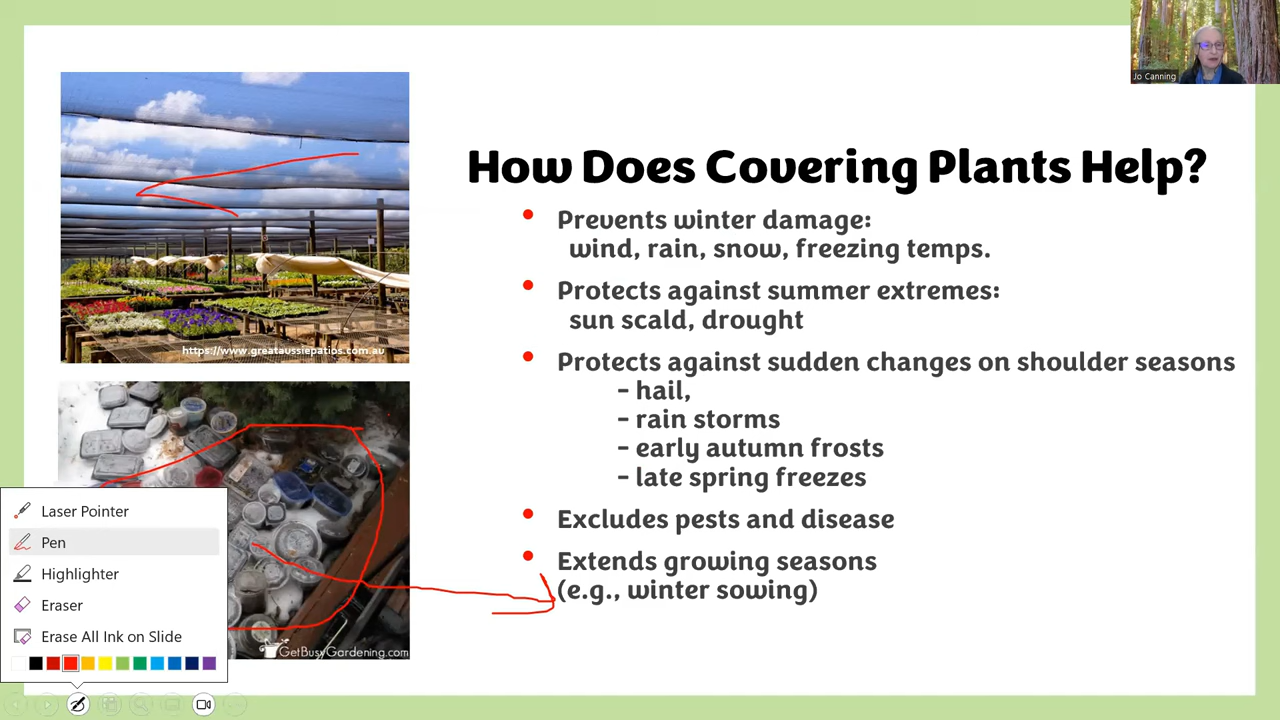 Jo Canning
How Does Covering Plants Help?
• Prevents winter damage:
wind, rain, snow, freezing temps.
• Protects against summer extremes:
sun scald, drought
• Protects against sudden changes on shoulder seasons
- hail,
- rain storms
- early autumn frosts
- late spring freezes
• Excludes pests and disease
• Extends growing seasons
(e.g., winter sowing)
https://www.greataussiepatios.com.au
GetBusyGardening.com
Laser Pointer
Pen
Highlighter
Eraser
Erase All Ink on Slide